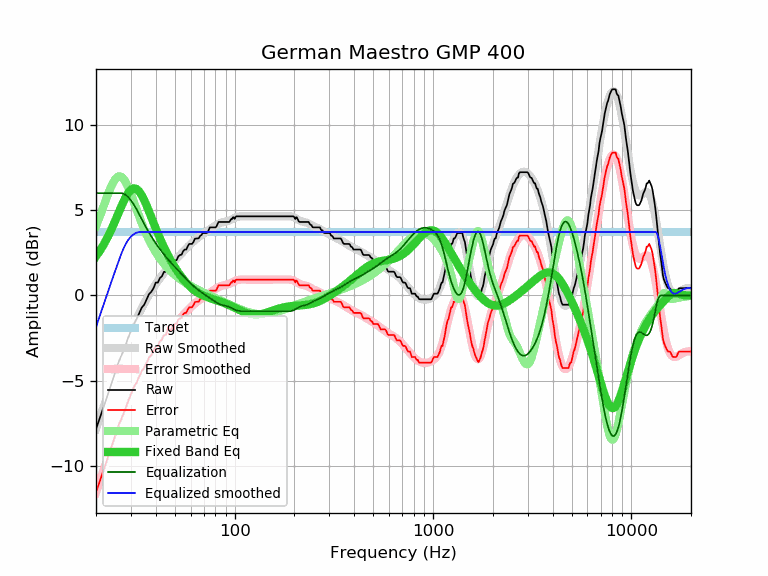 German Maestro GMP 400
Amplitude (dBr)
10
5
0
−5
−10
Target
Raw Smoothed
Error Smoothed
Raw
Error
Parametric Eq
Fixed Band Eq
Equalization
Equalized smoothed
100
1000
10000
Frequency (Hz)